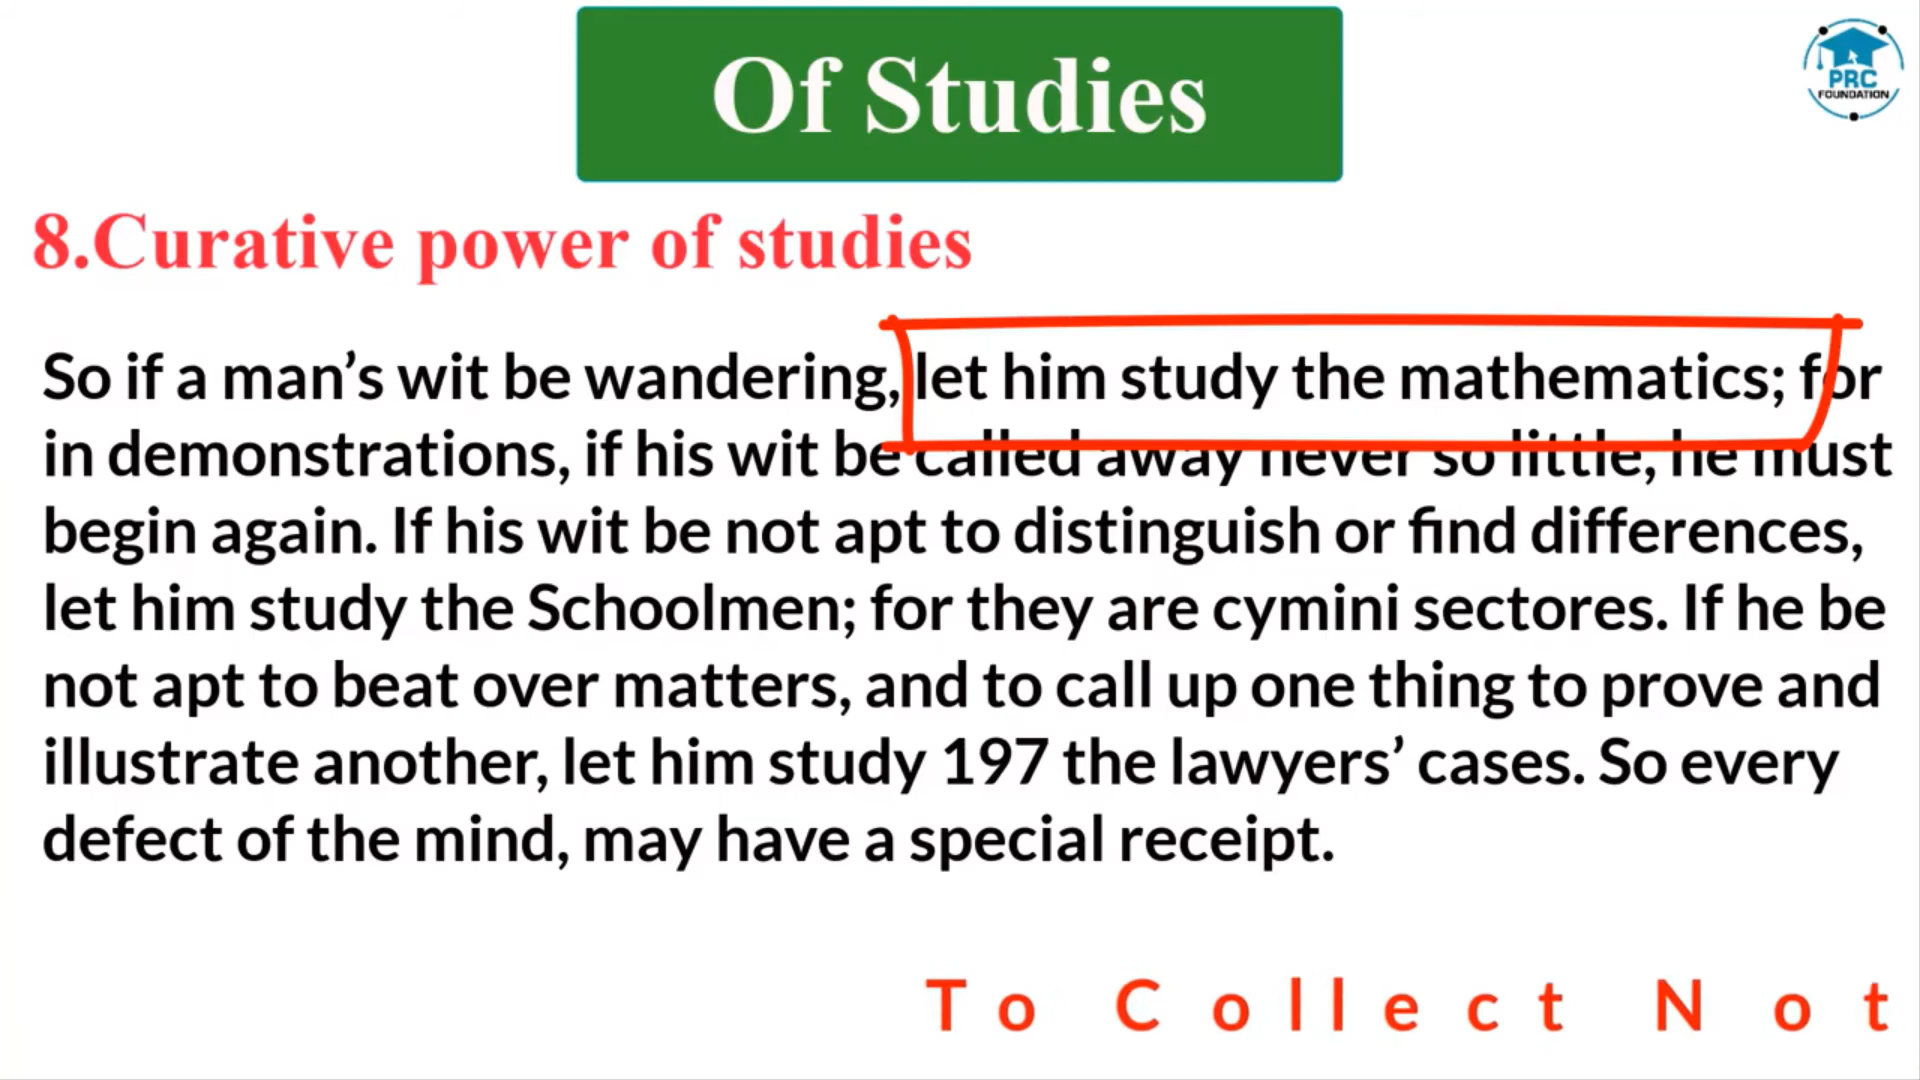 Of Studies
PRC
FOUNDATION
8.Curative power of studies
So if a man’s wit be wandering, let him study the mathematics; for
in demonstrations, if his wit be called away never so little, he must
begin again. If his wit be not apt to distinguish or find differences,
let him study the Schoolmen; for they are cymini sectores. If he be
not apt to beat over matters, and to call up one thing to prove and
illustrate another, let him study 197 the lawyers’ cases. So every
defect of the mind, may have a special receipt.
To Collect Not